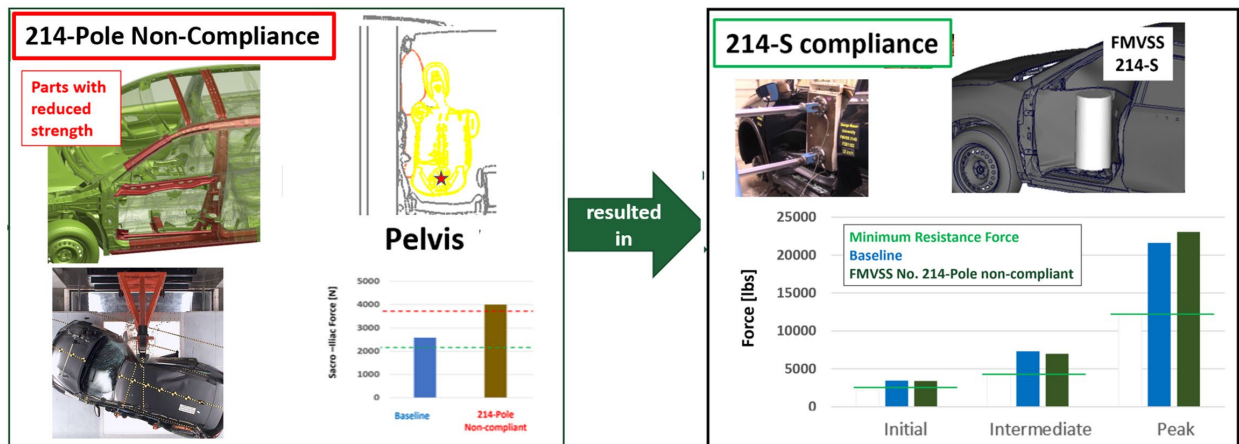 214-Pole Non-Compliance
Parts with
reduced
strength
Pelvis
Sacro –Iliac Force [N]
5000
4000
3000
2000
1000
0
Baseline
214-Pole
Non-compliant
resulted
in
214-S compliance
FMVSS
214-S
Force [lbs]
25000
20000
15000
10000
5000
0
Minimum Resistance Force
Baseline
FMVSS No. 214-Pole non-compliant
Initial
Intermediate
Peak